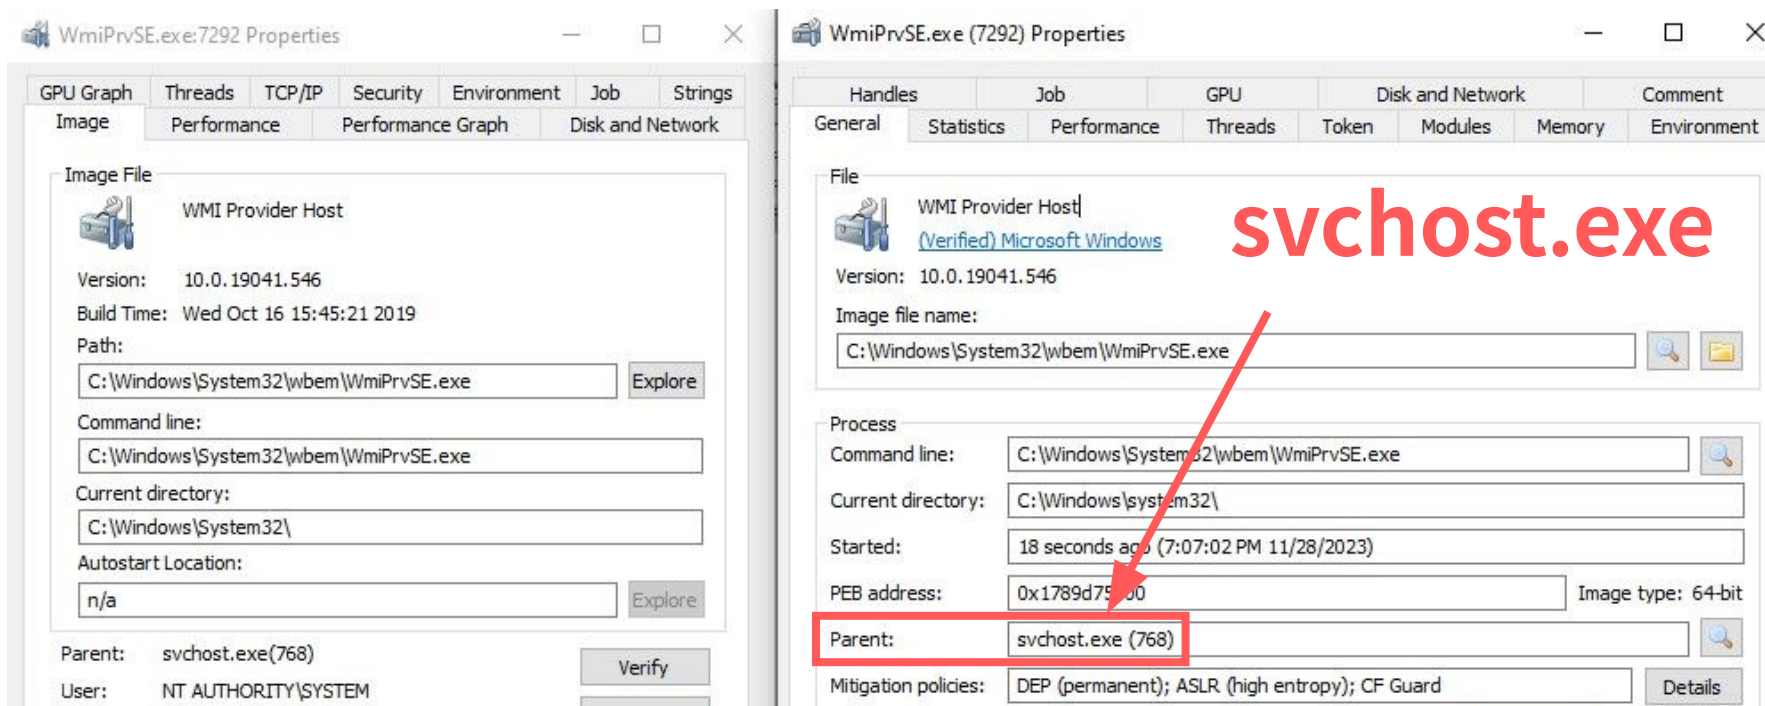 WmiPrvSE.exe:7292 Properties
GPU Graph Threads TCP/IP Security Environment Job Strings
Image Performance Performance Graph Disk and Network
Image File
WMI Provider Host
Version: 10.0.19041.546
Build Time: Wed Oct 16 15:45:21 2019
Path:
C:\Windows\System32\wbem\WmiPrvSE.exe Explore
Command line:
C:\Windows\System32\wbem\WmiPrvSE.exe
Current directory:
C:\Windows\System32\
Autostart Location:
n/a Explore
Parent: svchost.exe(768)
Verify
User: NT AUTHORITY\SYSTEM
WmiPrvSE.exe (7292) Properties
Handles Job GPU Disk and Network Comment
General Statistics Performance Threads Token Modules Memory Environment
File
WMI Provider Host
(Verified) Microsoft Windows
svchost.exe
Version: 10.0.19041.546
Image file name:
C:\Windows\System32\wbem\WmiPrvSE.exe
Process
Command line: C:\Windows\System32\wbem\WmiPrvSE.exe
Current directory: C:\Windows\system32\
Started: 18 seconds ago (7:07:02 PM 11/28/2023)
PEB address: Image type: 64-bit
Parent: svchost.exe (768)
Mitigation policies: DEP (permanent); ASLR (high entropy); CF Guard Details